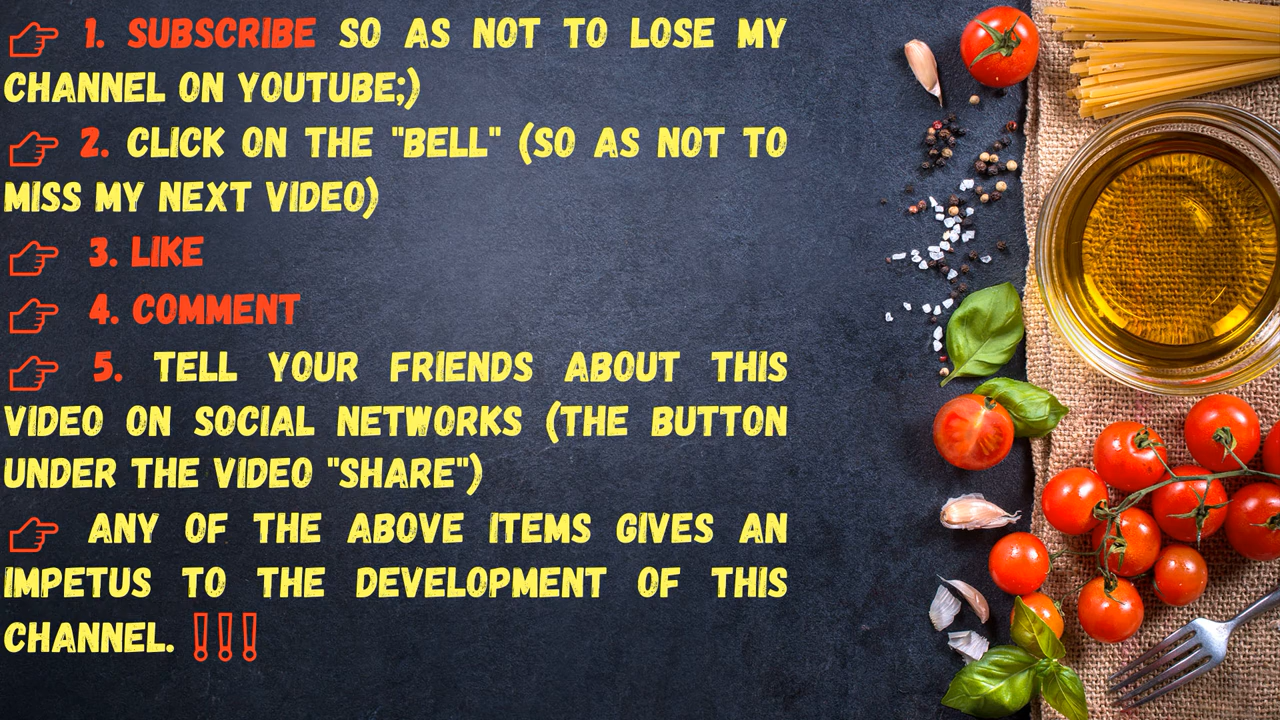 👉 1. SUBSCRIBE SO AS NOT TO LOSE MY
CHANNEL ON YOUTUBE;)
👉 2. CLICK ON THE "BELL" (SO AS NOT TO
MISS MY NEXT VIDEO)
👉 3. LIKE
👉 4. COMMENT
👉 5. TELL YOUR FRIENDS ABOUT THIS
VIDEO ON SOCIAL NETWORKS (THE BUTTON
UNDER THE VIDEO "SHARE")
👉 ANY OF THE ABOVE ITEMS GIVES AN
IMPETUS TO THE DEVELOPMENT OF THIS
CHANNEL. ❗❗❗